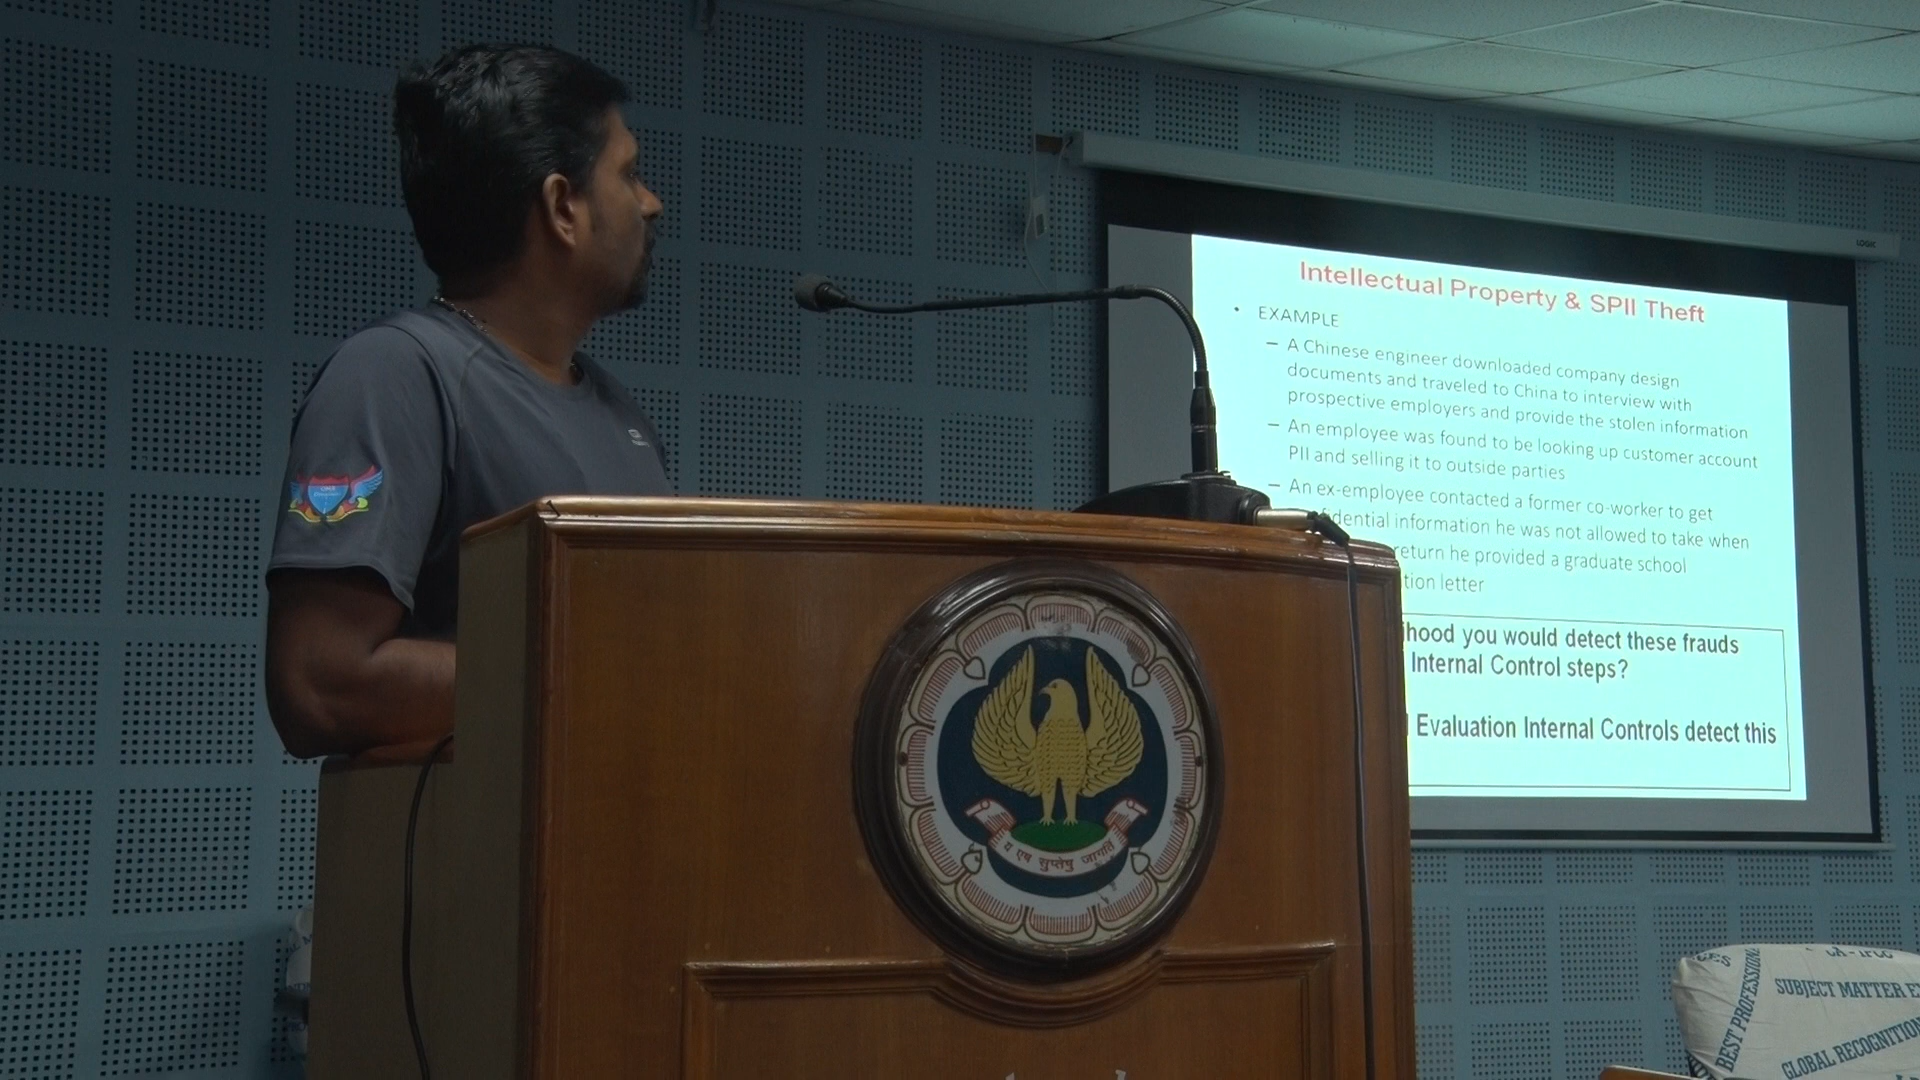 LOGIC
Intellectual Property & SPII Theft
• EXAMPLE
– A Chinese engineer downloaded company design
documents and traveled to China to interview with
prospective employers and provide the stolen information
– An employee was found to be looking up customer account
PII and selling it to outside parties
– An ex-employee contacted a former co-worker to get
information he was not allowed to take when
return he provided a graduate school
letter
you would detect these frauds
Internal Control steps?
Evaluation Internal Controls detect this
य एष सुप्तेषु जागर्ति
SUBJECT MATTER
BEST
GLOBAL RECOGNITION